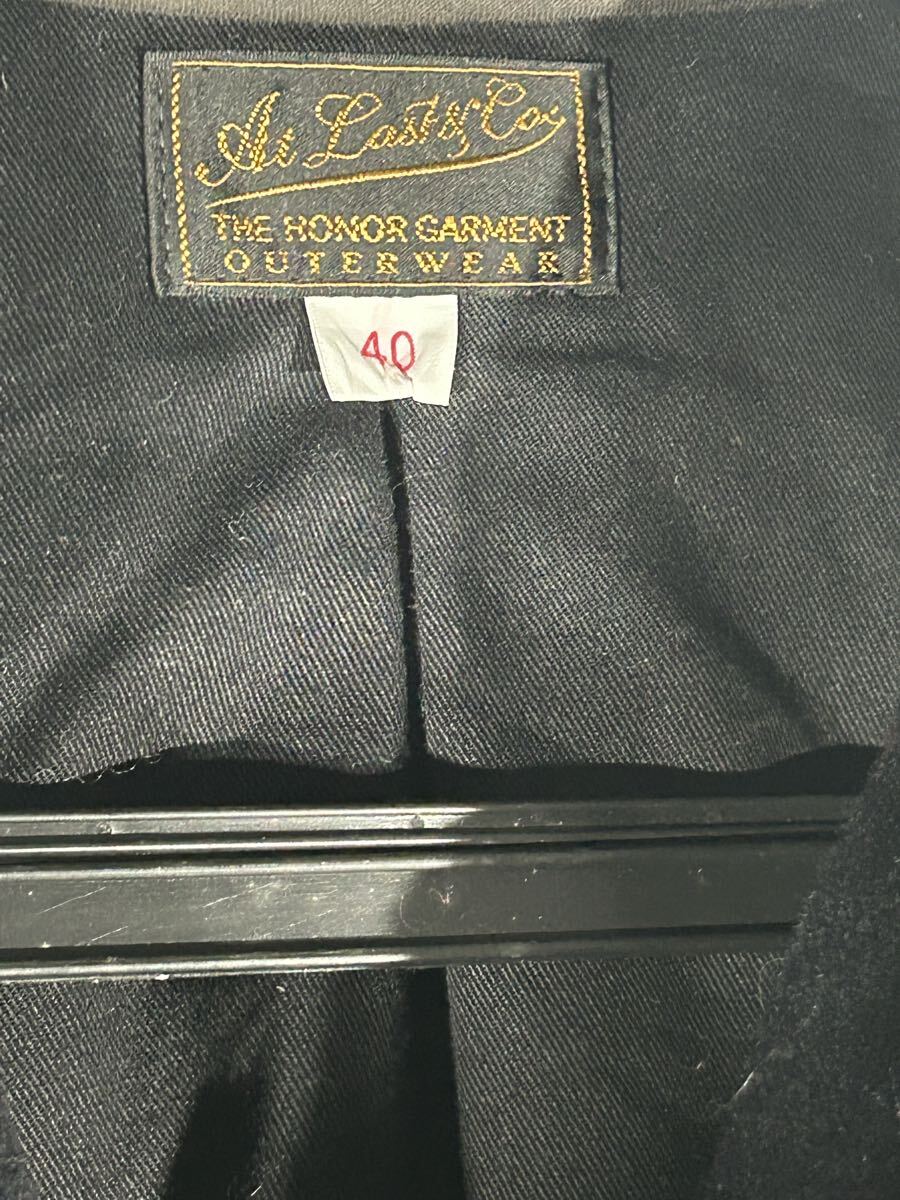 At Last & Co
THE HONOR GARMENT
OUTERWEAR
40